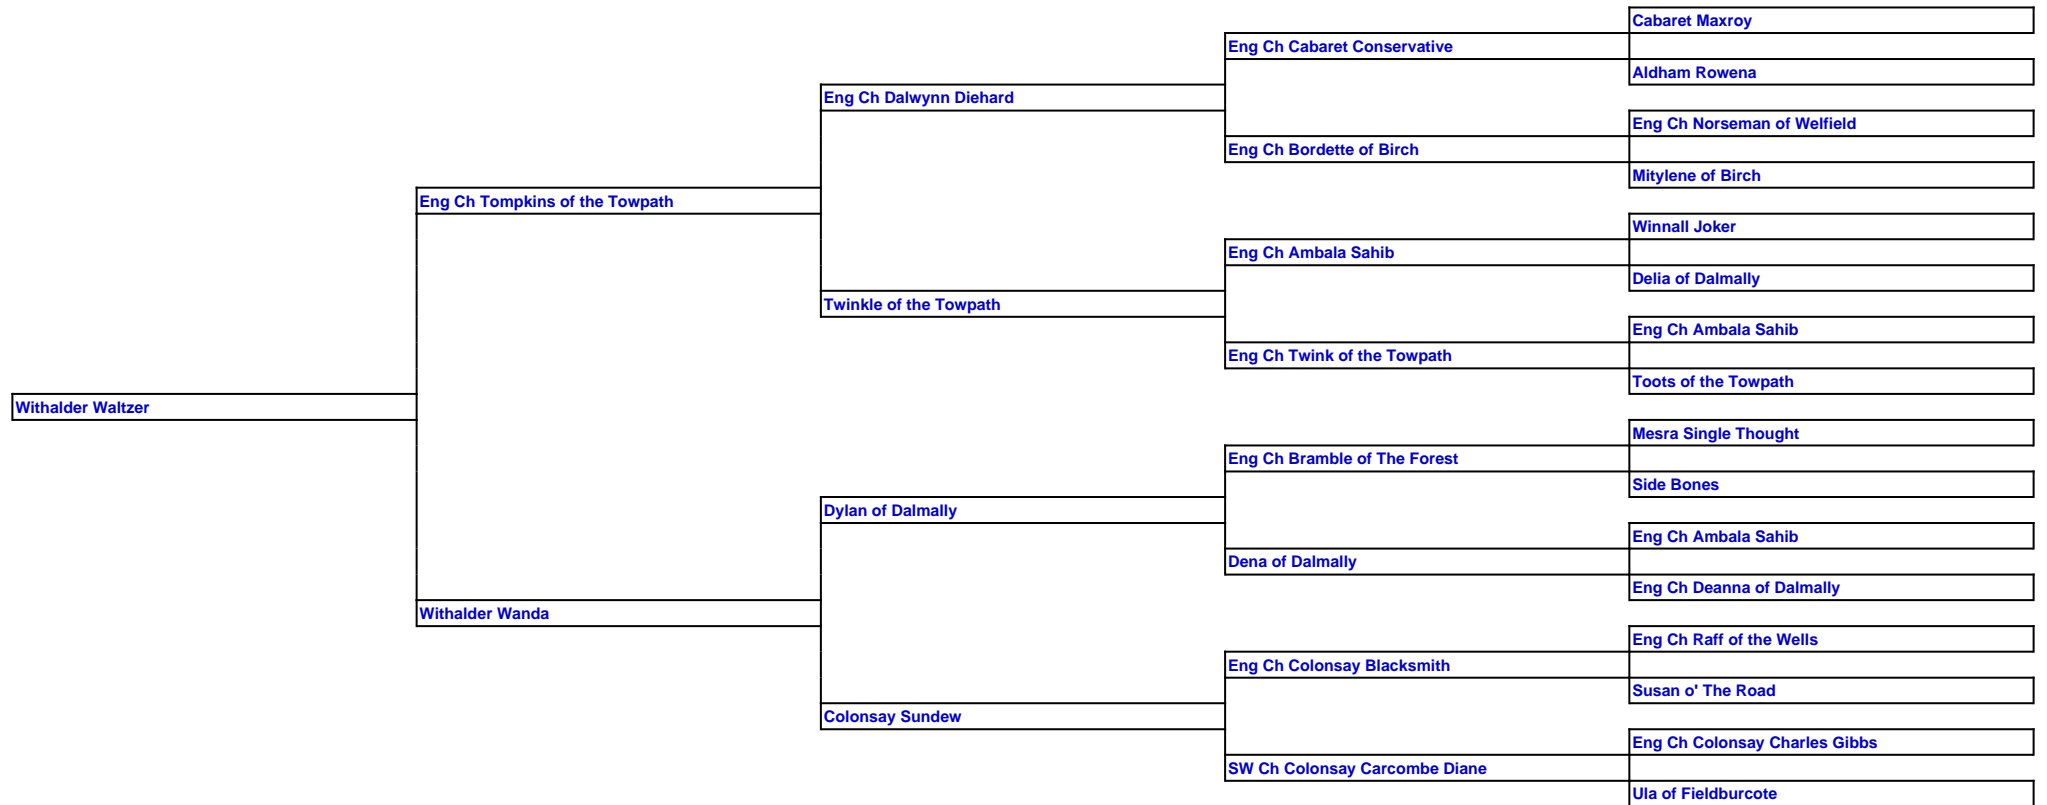 Cabaret Maxroy
Eng Ch Cabaret Conservative
Aldham Rowena
Eng Ch Dalwynn Diehard
Eng Ch Norseman of Welfield
Eng Ch Bordette of Birch
Mitylene of Birch
Eng Ch Tompkins of the Towpath
Winnall Joker
Eng Ch Ambala Sahib
Delia of Dalmally
Twinkle of the Towpath
Eng Ch Ambala Sahib
Eng Ch Twink of the Towpath
Toots of the Towpath
Withalder Waltzer
Mesra Single Thought
Eng Ch Bramble of The Forest
Side Bones
Dylan of Dalmally
Eng Ch Ambala Sahib
Dena of Dalmally
Eng Ch Deanna of Dalmally
Withalder Wanda
Eng Ch Raff of the Wells
Eng Ch Colonsay Blacksmith
Susan o' The Road
Colonsay Sundew
Eng Ch Colonsay Charles Gibbs
SW Ch Colonsay Carcombe Diane
Ula of Fieldburcote